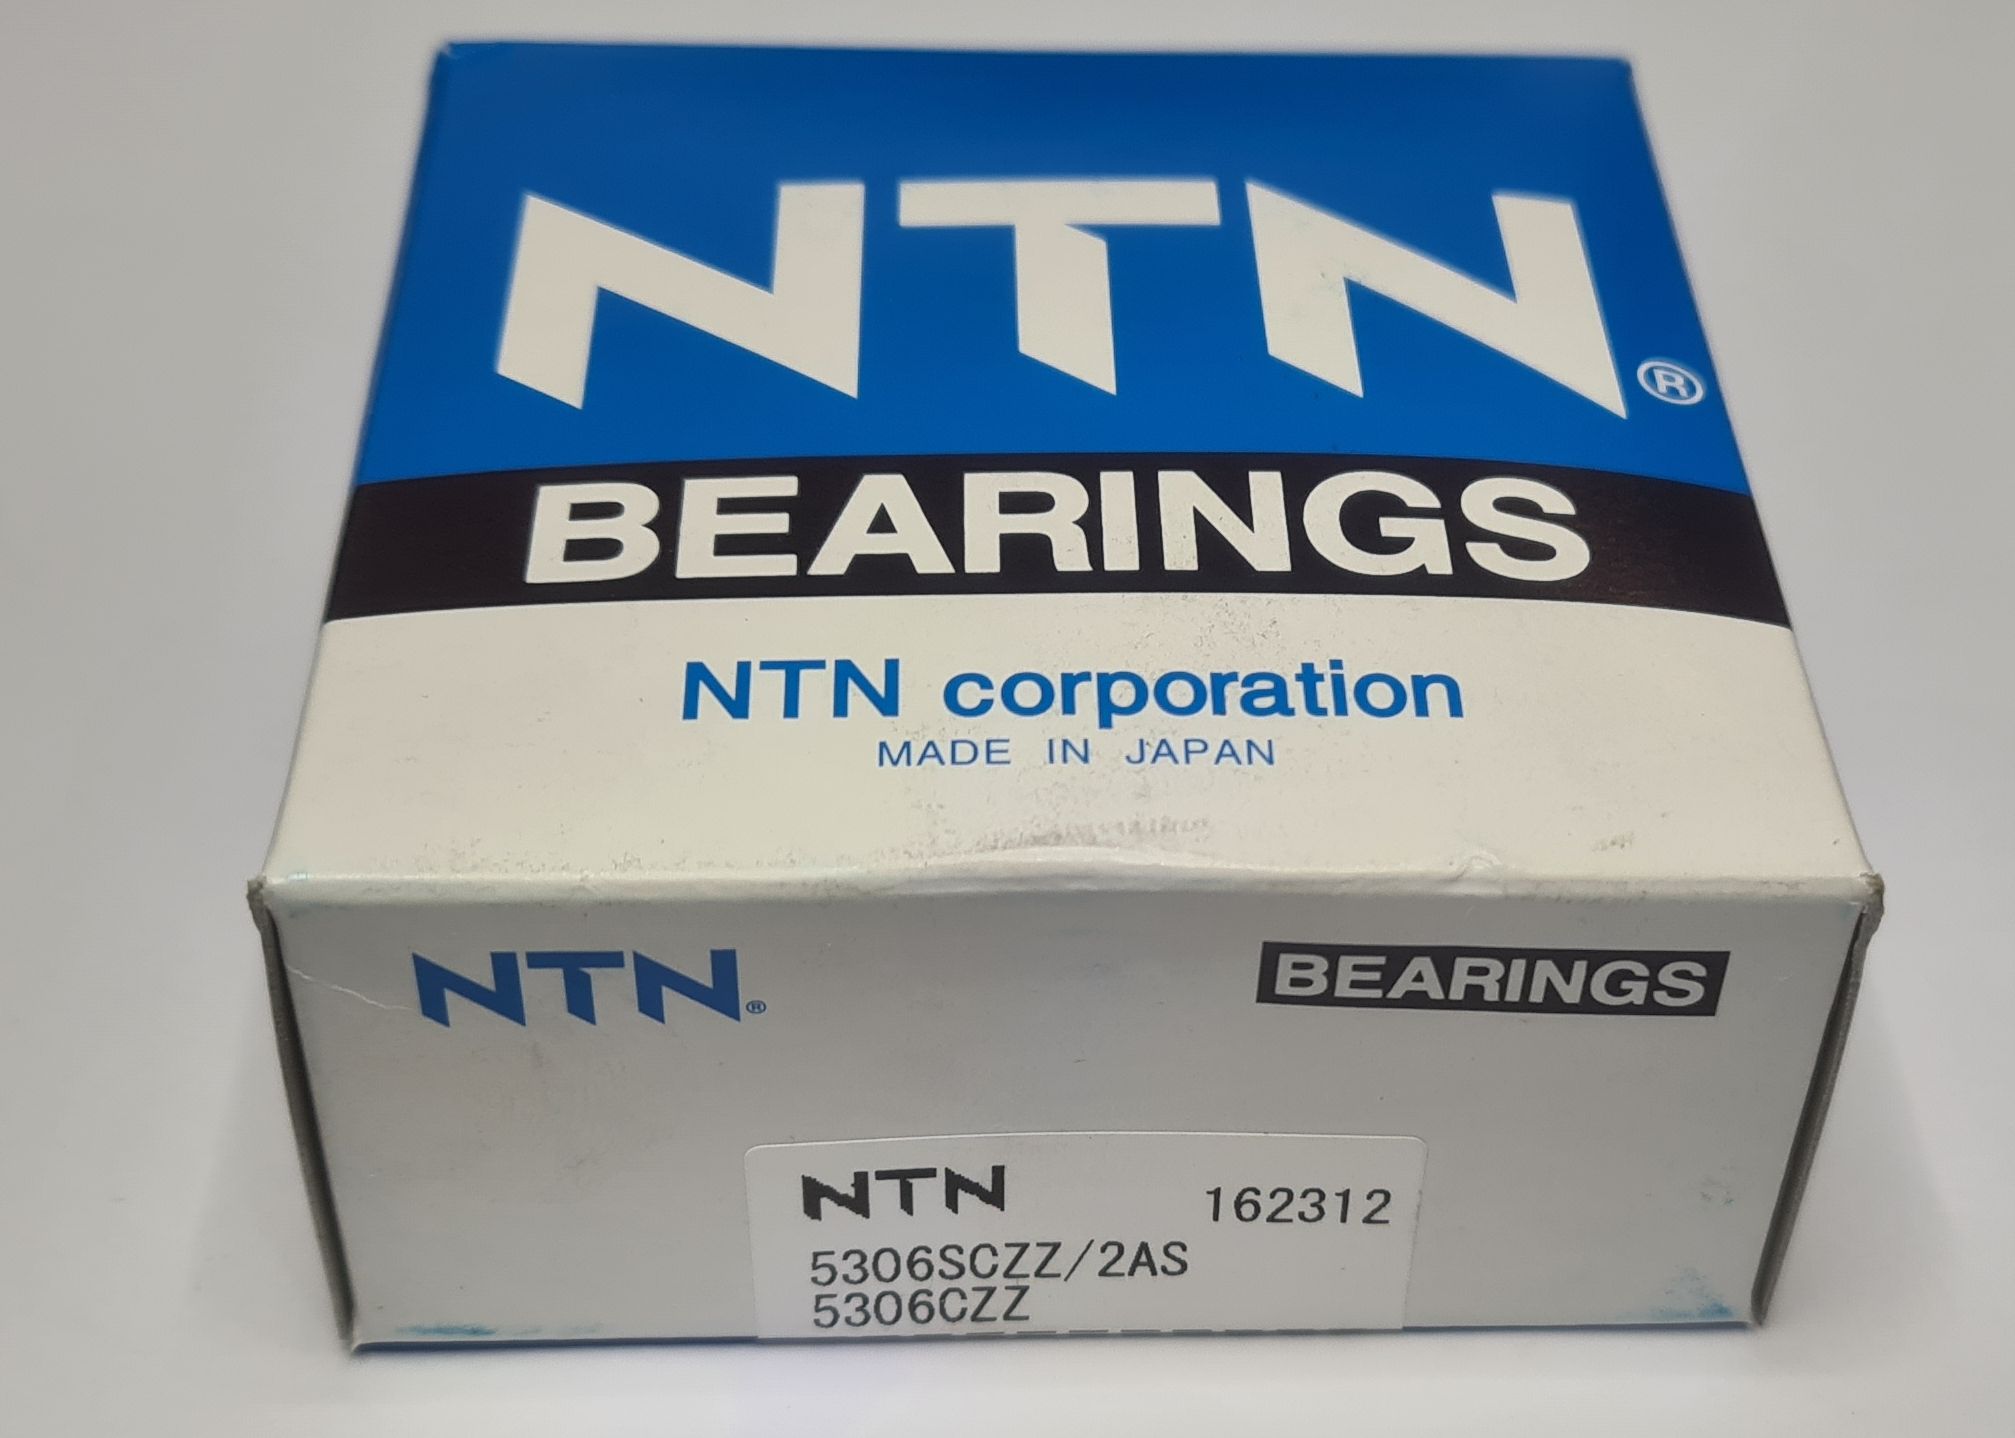 NTN®
BEARINGS
NTN corporation
MADE IN JAPAN
NTN® BEARINGS
NTN 162312
5306SCZZ/2AS
5306CZZ